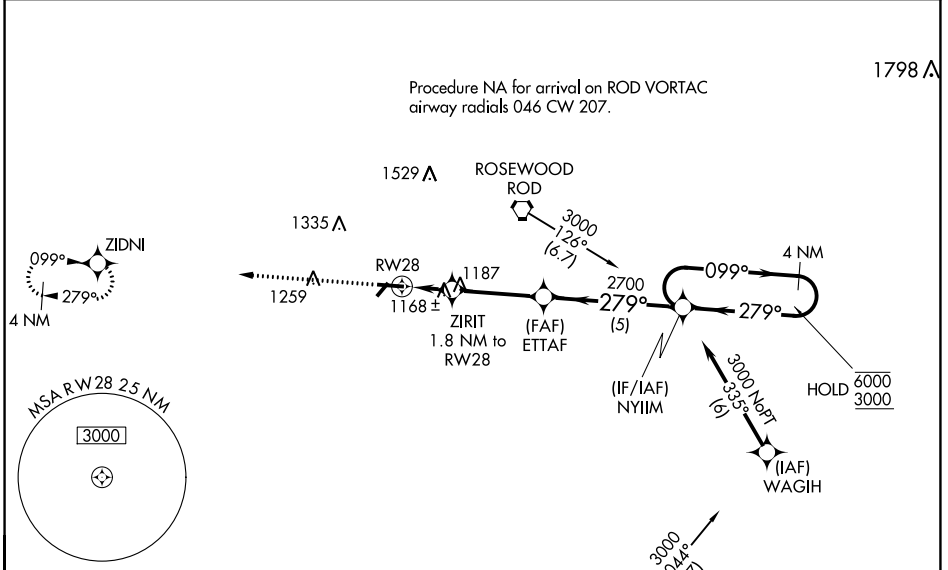 1798
Procedure NA for arrival on ROD VORTAC
airway radials 046 CW 207.
1529
ROSEWOOD
ROD
1335
3000
126°
(6.7)
ZIDNI
099°
279°
4 NM
4 NM
099°
RW28
1187
2700
279°
(5)
279°
1259
1168 ±
ZIRIT
1.8 NM to
RW28
(FAF)
ETTAF
(IF/IAF)
NYIIM
HOLD
6000
3000
3000 NoPT
335°
(6)
MSA RW28 25 NM
3000
(IAF)
WAGIH
3000
044°